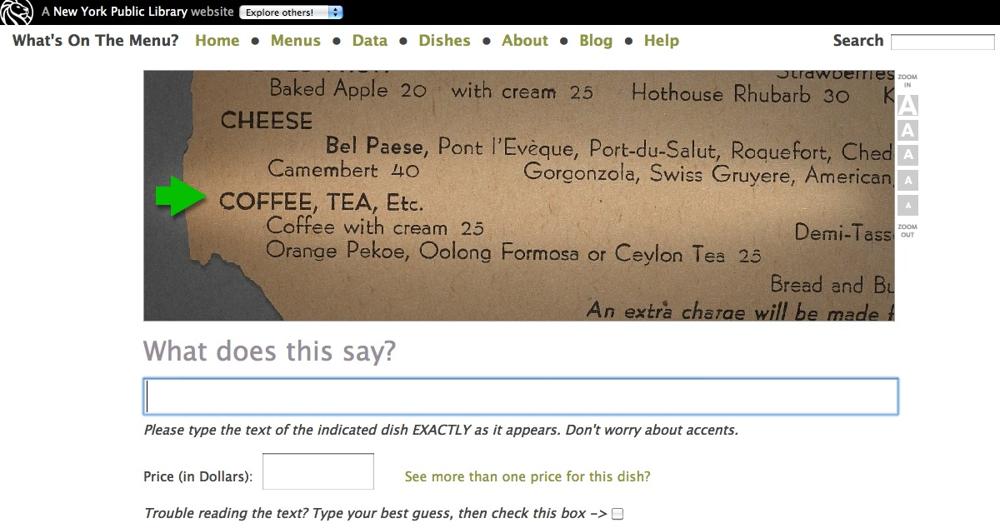 A New York Public Library website Explore others!
What's On The Menu? Home • Menus • Data • Dishes • About • Blog • Help Search
Strawberries
Baked Apple 20 with cream 25 Hothouse Rhubarb 30 K
CHEESE
Bel Paese, Pont l'Evèque, Port-du-Salut, Roquefort, Ched
Camembert 40 Gorgonzola, Swiss Gruyere, American,
COFFEE, TEA, Etc.
Coffee with cream 25 Demi-Tass
Orange Pekoe, Oolong Formosa or Ceylon Tea 25
Bread and Bu
An extra charge will be made f
ZOOM
IN
A
A
A
A
A
ZOOM
OUT
What does this say?
Please type the text of the indicated dish EXACTLY as it appears. Don't worry about accents.
Price (in Dollars): See more than one price for this dish?
Trouble reading the text? Type your best guess, then check this box –>